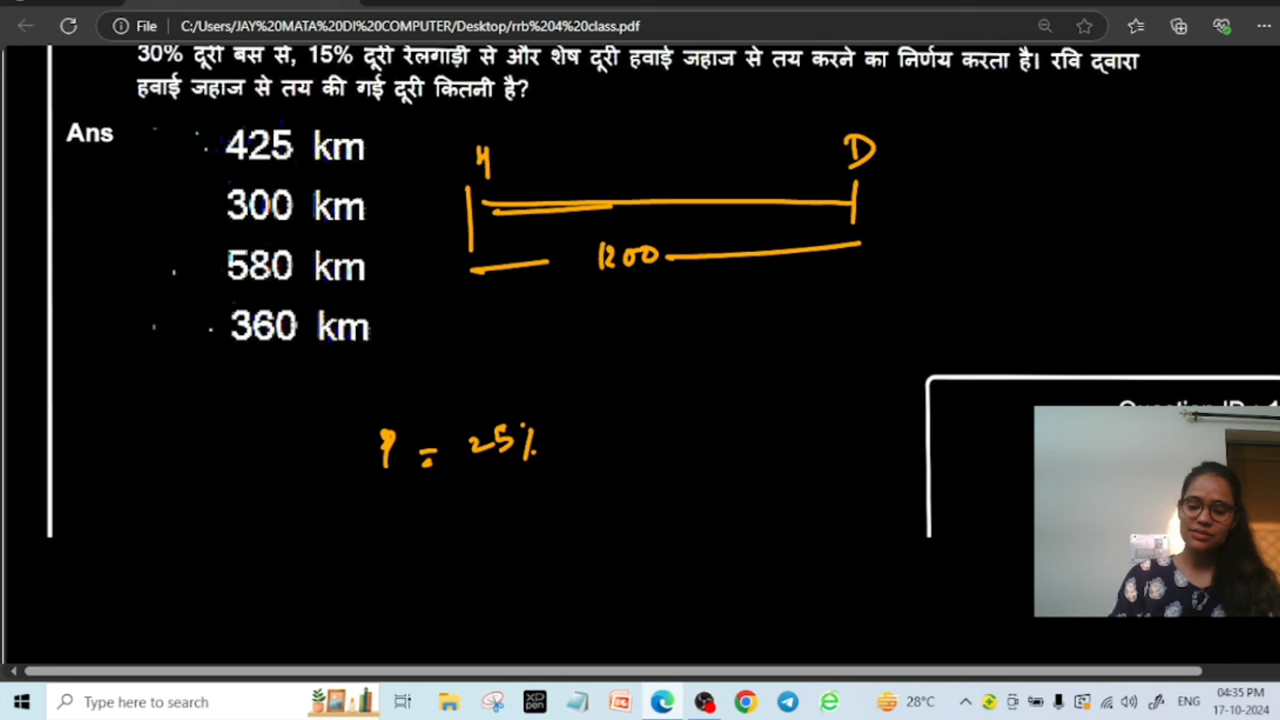 File C:/Users/JAY%20MATA%20DI%20COMPUTER/Desktop/rrb%204%20class.pdf
30% दूरी बस से, 15% दूरी रेलगाड़ी से और शेष दूरी हवाई जहाज से तय करने का निर्णय करता है। रवि द्वारा
हवाई जहाज से तय की गई दूरी कितनी है?
Ans
425 km
300 km
580 km
360 km
H D
1200
= 25%
Type here to search
28°C
ENG
04:35 PM
17-10-2024